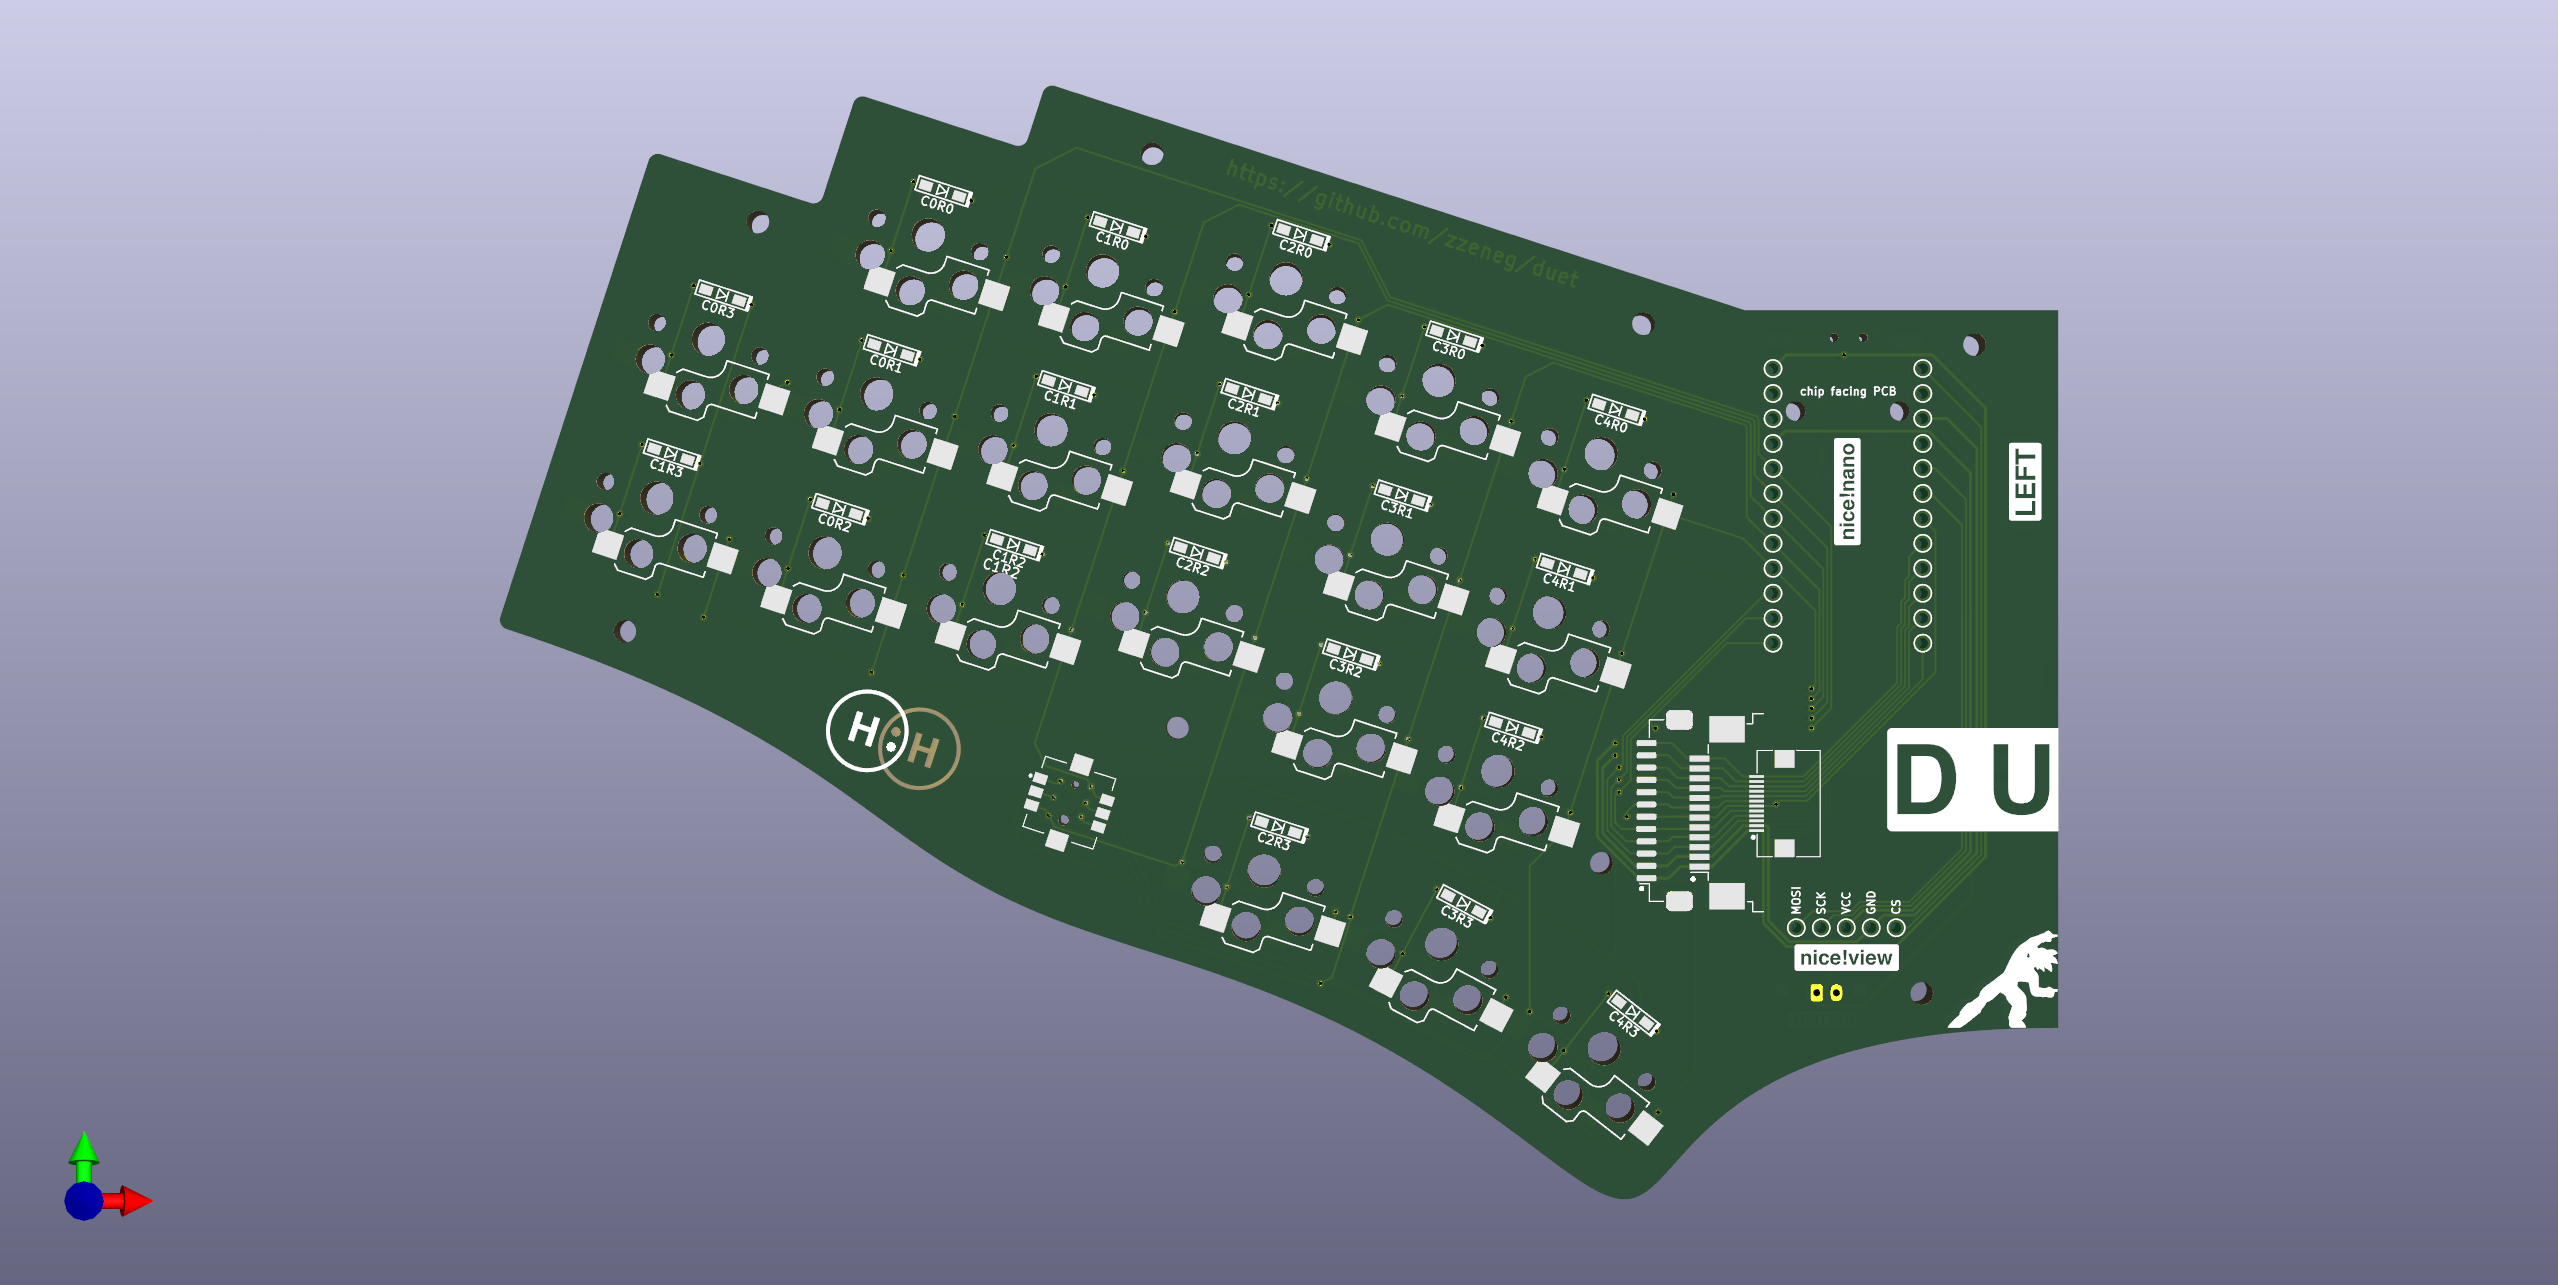 https://github.com/zzeneg/duet
C0R0
C1R0
C2R0
C0R3
C0R1
C3R0
C1R1
C2R1
C4R0
chip facing PCB
C1R3
C0R2
C3R1
nice!nano
LEFT
C1R2
C1R2
C2R2
C4R1
C3R2
H
H
C4R2
D U
C2R3
C3R3
MOSI
SCK
VCC
GND
CS
nice!view
C4R3